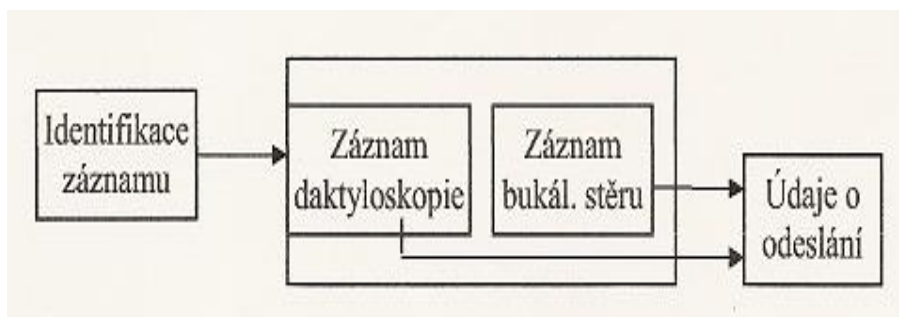 Identifikace
záznamu
Záznam
daktyloskopie
Záznam
bukál. stěru
Údaje o
odeslání